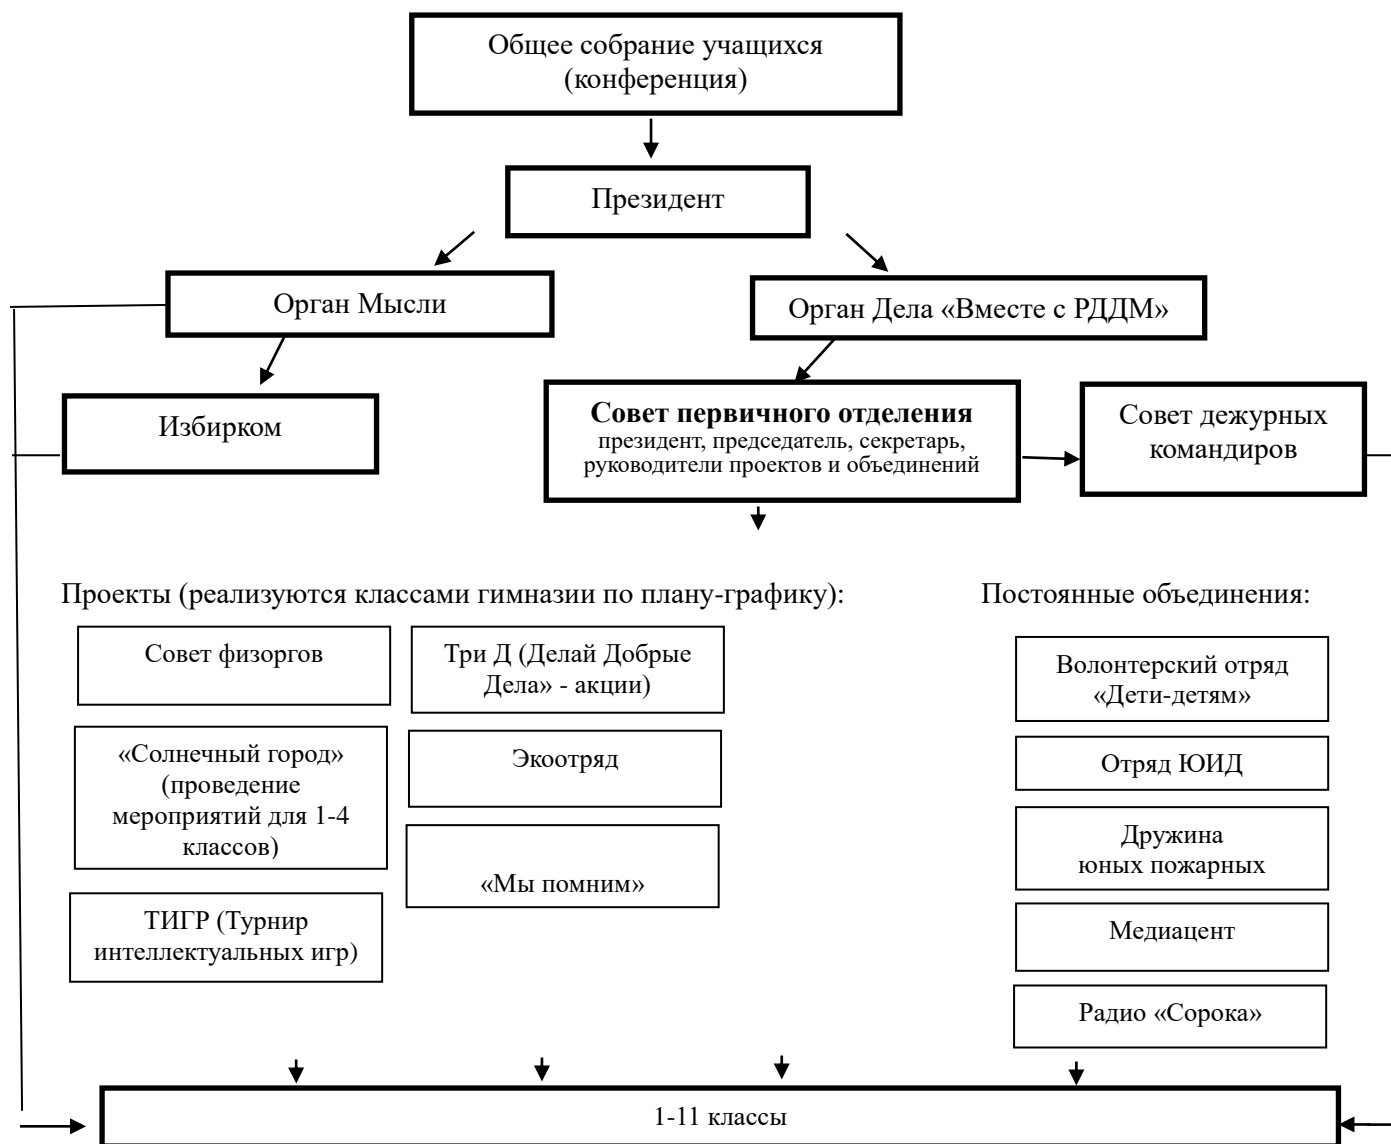 Общее собрание учащихся
(конференция)
Президент
Орган Мысли
Орган Дела «Вместе с РДДМ»
Избирком
Совет первичного отделения
президент, председатель, секретарь,
руководители проектов и объединений
Совет дежурных
командиров
Проекты (реализуются классами гимназии по плану-графику):
Постоянные объединения:
Совет физоргов
«Солнечный город»
(проведение
мероприятий для 1-4
классов)
ТИГР (Турнир
интеллектуальных игр)
Три Д (Делай Добрые
Дела» - акции)
Экоотряд
«Мы помним»
Волонтерский отряд
«Дети-детям»
Отряд ЮИД
Дружина
юных пожарных
Медиацент
Радио «Сорока»
1-11 классы